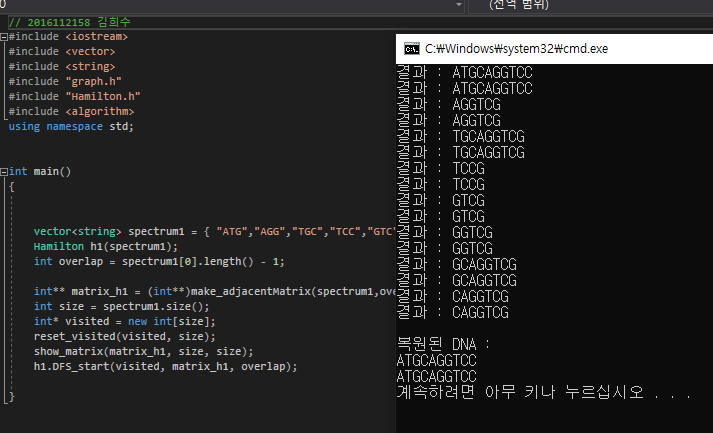 0
(전역 범위)
// 2016112158 김희수
#include <iostream>
#include <vector>
#include <string>
#include "graph.h"
#include "Hamilton.h"
#include <algorithm>
using namespace std;
int main()
{
vector<string> spectrum1 = { "ATG","AGG","TGC","TCC","GTC"
Hamilton h1(spectrum1);
int overlap = spectrum1[0].length() - 1;
int** matrix_h1 = (int**)make_adjacentMatrix(spectrum1,ove
int size = spectrum1.size();
int* visited = new int[size];
reset_visited(visited, size);
show_matrix(matrix_h1, size, size);
h1.DFS_start(visited, matrix_h1, overlap);
}
C:₩Windows₩system32₩cmd.exe
결과 : ATGCAGGTCC
결과 : ATGCAGGTCC
결과 : AGGTCG
결과 : AGGTCG
결과 : TGCAGGTCG
결과 : TGCAGGTCG
결과 : TCCG
결과 : TCCG
결과 : GTCG
결과 : GTCG
결과 : GGTCG
결과 : GGTCG
결과 : GCAGGTCG
결과 : GCAGGTCG
결과 : CAGGTCG
결과 : CAGGTCG
복원된 DNA :
ATGCAGGTCC
ATGCAGGTCC
계속하려면 아무 키나 누르십시오 . . .